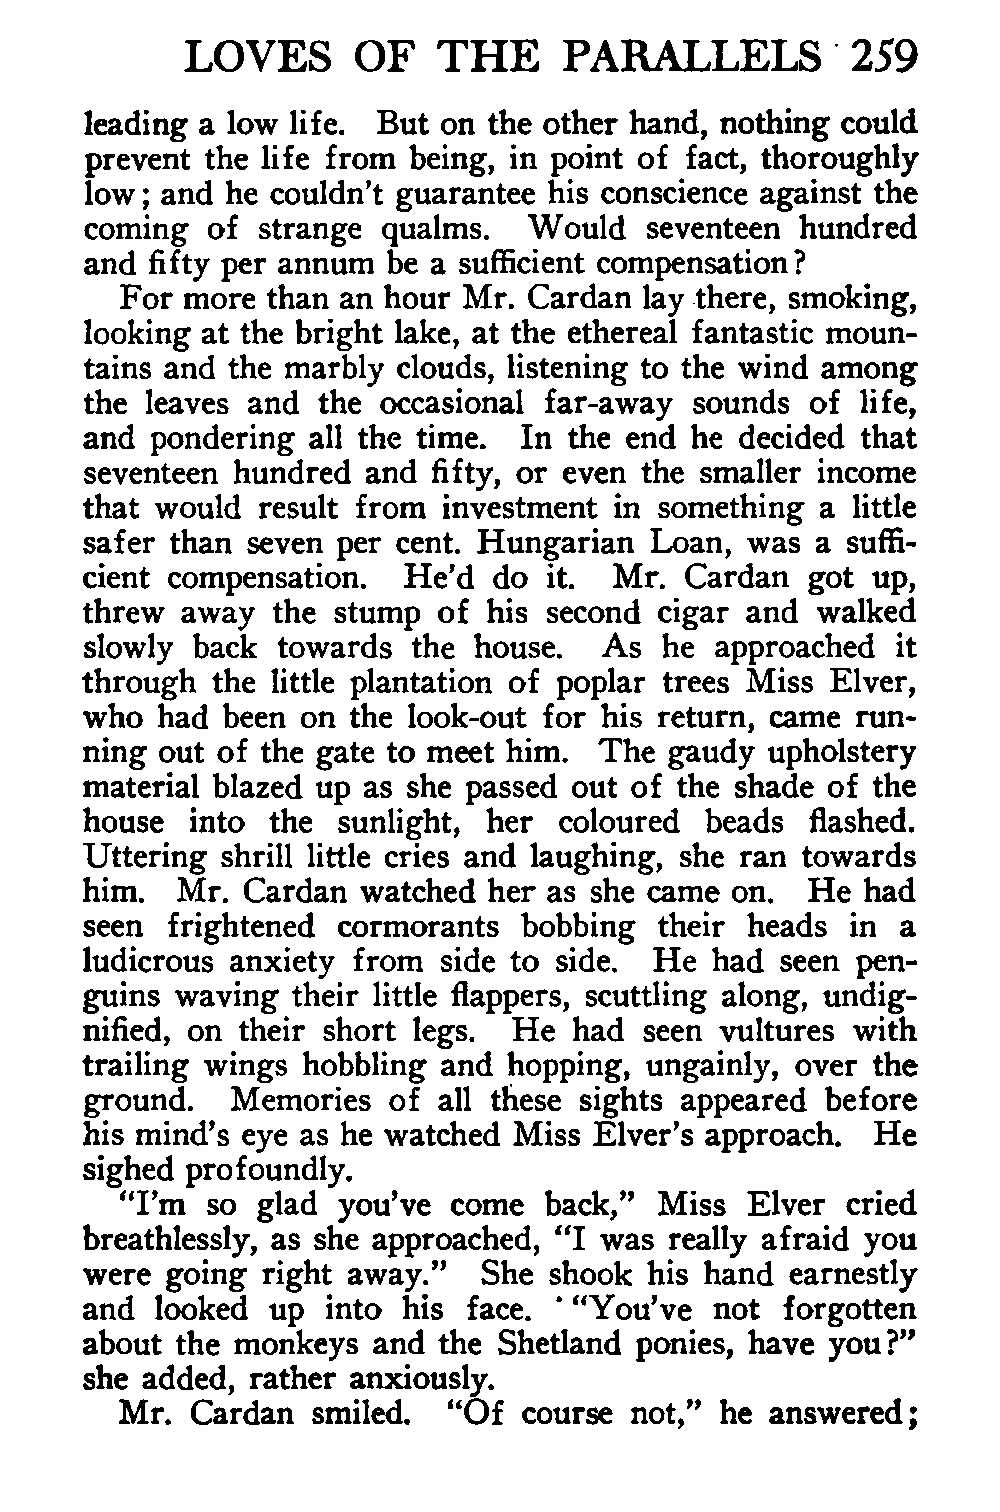 LOVES OF THE PARALLELS 259
leading a low life. But on the other hand, nothing could
prevent the life from being, in point of fact, thoroughly
low; and he couldn't guarantee his conscience against the
coming of strange qualms. Would seventeen hundred
and fifty per annum be a sufficient compensation?
For more than an hour Mr. Cardan lay there, smoking,
looking at the bright lake, at the ethereal fantastic moun-
tains and the marbly clouds, listening to the wind among
the leaves and the occasional far-away sounds of life,
and pondering all the time. In the end he decided that
seventeen hundred and fifty, or even the smaller income
that would result from investment in something a little
safer than seven per cent. Hungarian Loan, was a suffi-
cient compensation. He'd do it. Mr. Cardan got up,
threw away the stump of his second cigar and walked
slowly back towards the house. As he approached it
through the little plantation of poplar trees Miss Elver,
who had been on the look-out for his return, came run-
ning out of the gate to meet him. The gaudy upholstery
material blazed up as she passed out of the shade of the
house into the sunlight, her coloured beads flashed.
Uttering shrill little cries and laughing, she ran towards
him. Mr. Cardan watched her as she came on. He had
seen frightened cormorants bobbing their heads in a
ludicrous anxiety from side to side. He had seen pen-
guins waving their little flappers, scuttling along, undig-
nified, on their short legs. He had seen vultures with
trailing wings hobbling and hopping, ungainly, over the
ground. Memories of all these sights appeared before
his mind's eye as he watched Miss Elver's approach. He
sighed profoundly.
"I'm so glad you've come back," Miss Elver cried
breathlessly, as she approached, "I was really afraid you
were going right away." She shook his hand earnestly
and looked up into his face. "You've not forgotten
about the monkeys and the Shetland ponies, have you?"
she added, rather anxiously.
Mr. Cardan smiled. "Of course not," he answered;